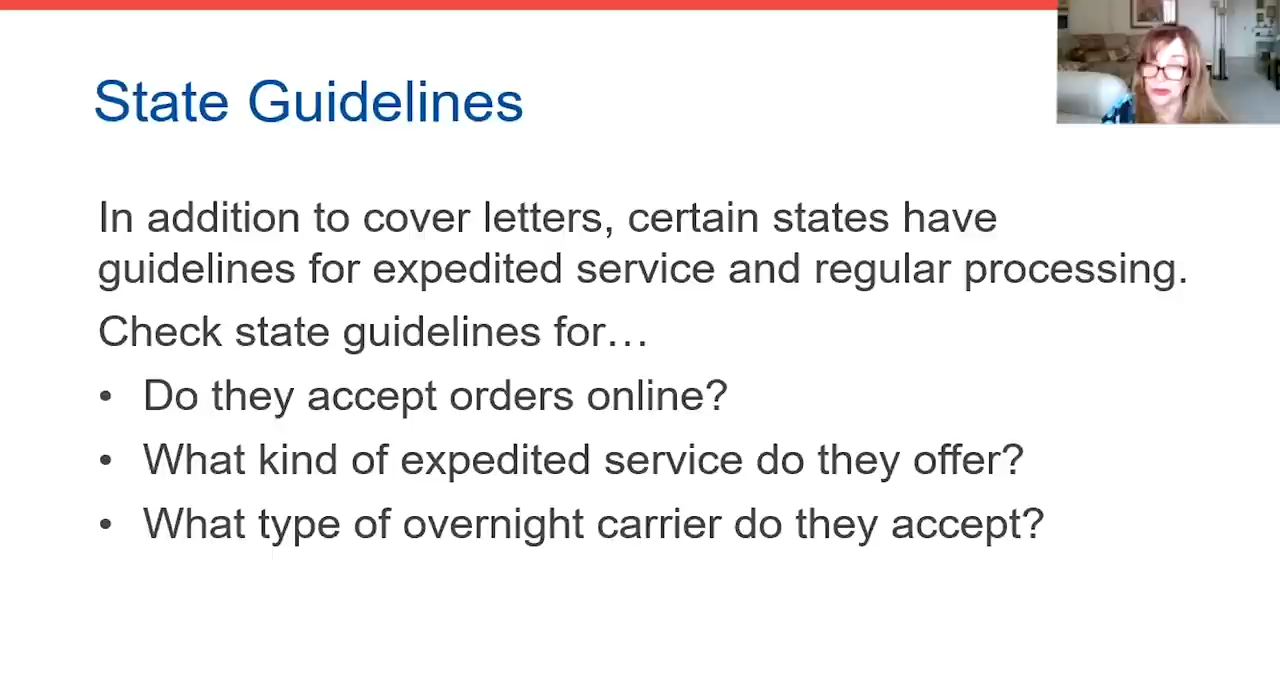 State Guidelines
In addition to cover letters, certain states have
guidelines for expedited service and regular processing.
Check state guidelines for…
• Do they accept orders online?
• What kind of expedited service do they offer?
• What type of overnight carrier do they accept?